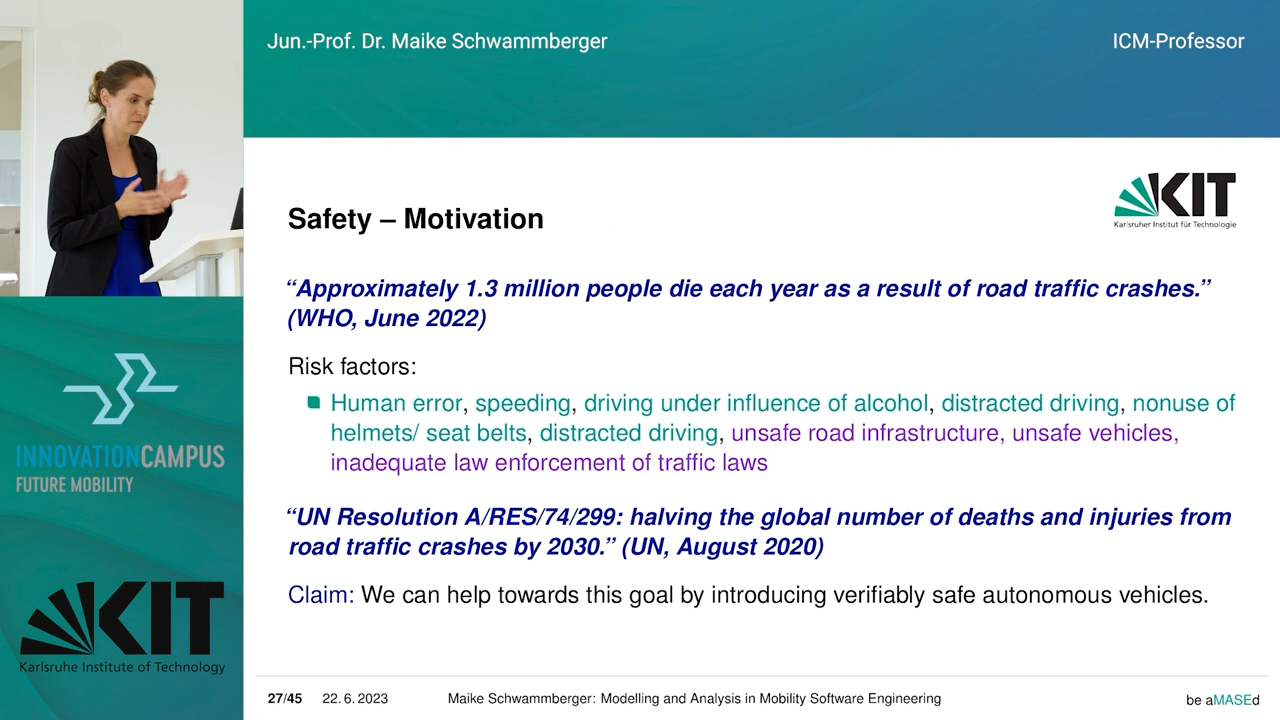 Jun.-Prof. Dr. Maike Schwammberger
ICM-Professor
KIT
Karlsruher Institut für Technologie
Safety – Motivation
“Approximately 1.3 million people die each year as a result of road traffic crashes.”
(WHO, June 2022)
Risk factors:
Human error, speeding, driving under influence of alcohol, distracted driving, nonuse of
helmets/ seat belts, distracted driving, unsafe road infrastructure, unsafe vehicles,
inadequate law enforcement of traffic laws
“UN Resolution A/RES/74/299: halving the global number of deaths and injuries from
road traffic crashes by 2030.” (UN, August 2020)
Claim: We can help towards this goal by introducing verifiably safe autonomous vehicles.
INNOVATIONCAMPUS
FUTURE MOBILITY
KIT
Karlsruhe Institute of Technology
27/45 22. 6. 2023 Maike Schwammberger: Modelling and Analysis in Mobility Software Engineering be aMASEd